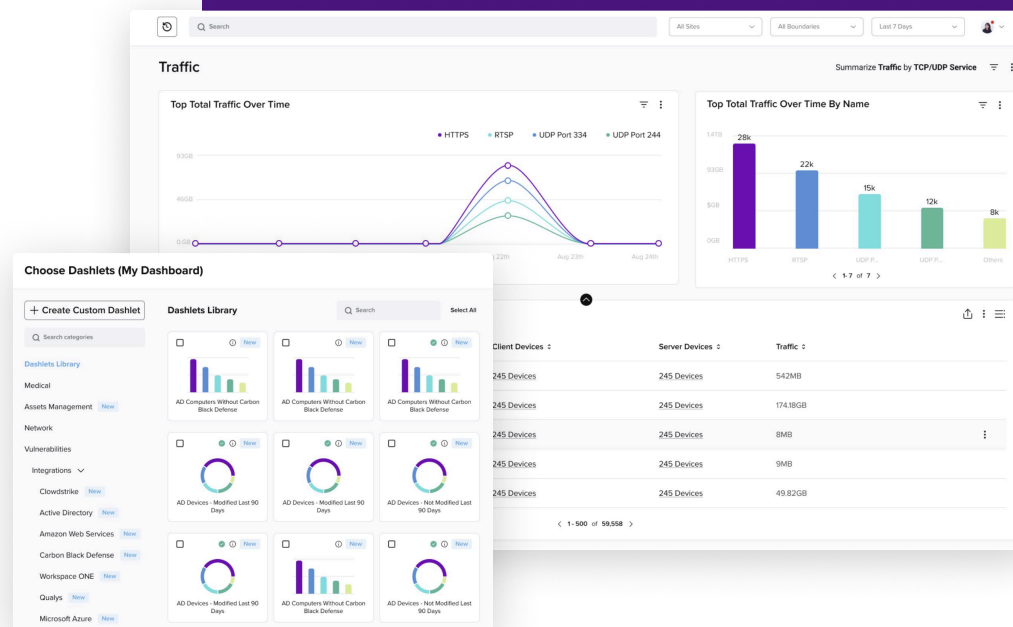 Search
All Sites
All Boundaries
Last 7 Days
Traffic
Summarize Traffic by TCP/UDP Service
Top Total Traffic Over Time
HTTPS
RTSP
UDP Port 334
UDP Port 244
93GB
46GB
0 GB
22th
Aug 23th
Aug 24th
Top Total Traffic Over Time By Name
14TB
93GB
5GB
0GB
28k
22k
15k
12k
8k
HTTPS
RTSP
UDP P...
UDP P...
Others
1-7 of 7
Client Devices
Server Devices
Traffic
245 Devices
245 Devices
542MB
245 Devices
245 Devices
174.18GB
245 Devices
245 Devices
8MB
245 Devices
245 Devices
9MB
245 Devices
245 Devices
49.82GB
1 - 500 of 59,558
Choose Dashlets (My Dashboard)
+ Create Custom Dashlet
Search categories
Dashlets Library
Medical
Assets Management New
Network
Vulnerabilities
Integrations
Clowdstrike New
Active Directory New
Amazon Web Services New
Carbon Black Defense New
Workspace ONE New
Qualys New
Microsoft Azure New
Dashlets Library
Search
Select All
New
AD Computers Without Carbon
Black Defense
New
AD Computers Without Carbon
Black Defense
New
AD Computers Without Carbon
Black Defense
New
AD Devices - Modified Last 90
Days
New
AD Devices - Modified Last 90
Days
New
AD Devices - Not Modified Last
90 Days
New
AD Devices - Modified Last 90
Days
New
AD Computers Without Carbon
Black Defense
New
AD Devices - Not Modified Last
90 Days